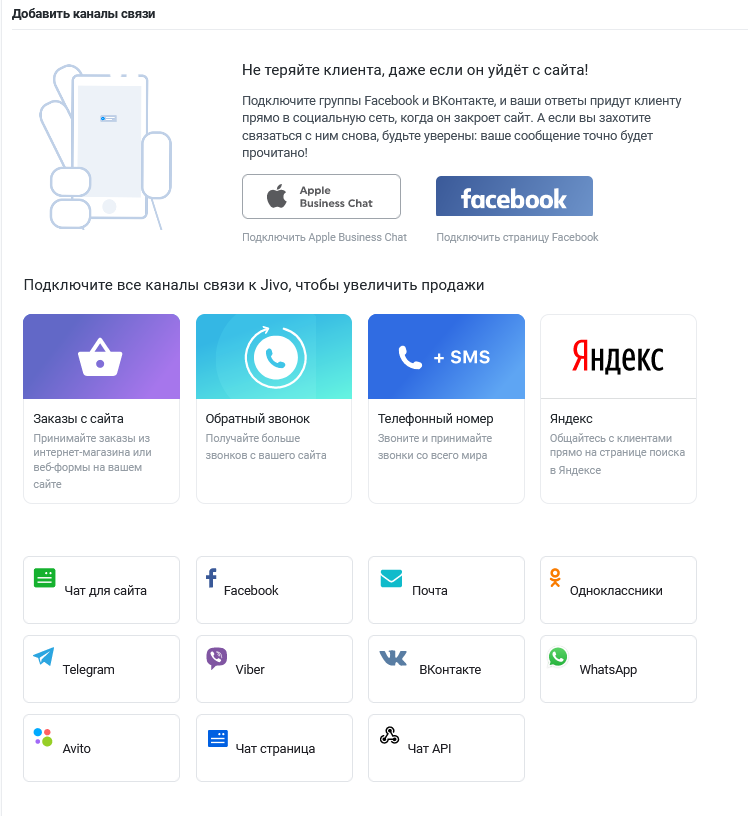 Добавить каналы связи
Не теряйте клиента, даже если он уйдёт с сайта!
Подключите группы Facebook и ВКонтакте, и ваши ответы придут клиенту
прямо в социальную сеть, когда он закроет сайт. А если вы захотите
связаться с ним снова, будьте уверены: ваше сообщение точно будет
прочитано!
Apple
Business Chat
facebook
Подключить Apple Business Chat
Подключить страницу Facebook
Подключите все каналы связи к Jivo, чтобы увеличить продажи
+ SMS
Яндекс
Заказы с сайта
Принимайте заказы из
интернет-магазина или
веб-формы на вашем
сайте
Обратный звонок
Получайте больше
звонков с вашего сайта
Телефонный номер
Звоните и принимайте
звонки со всего мира
Яндекс
Общайтесь с клиентами
прямо на странице поиска
в Яндексе
Чат для сайта
Facebook
Почта
Одноклассники
Telegram
Viber
ВКонтакте
WhatsApp
Avito
Чат страница
Чат API